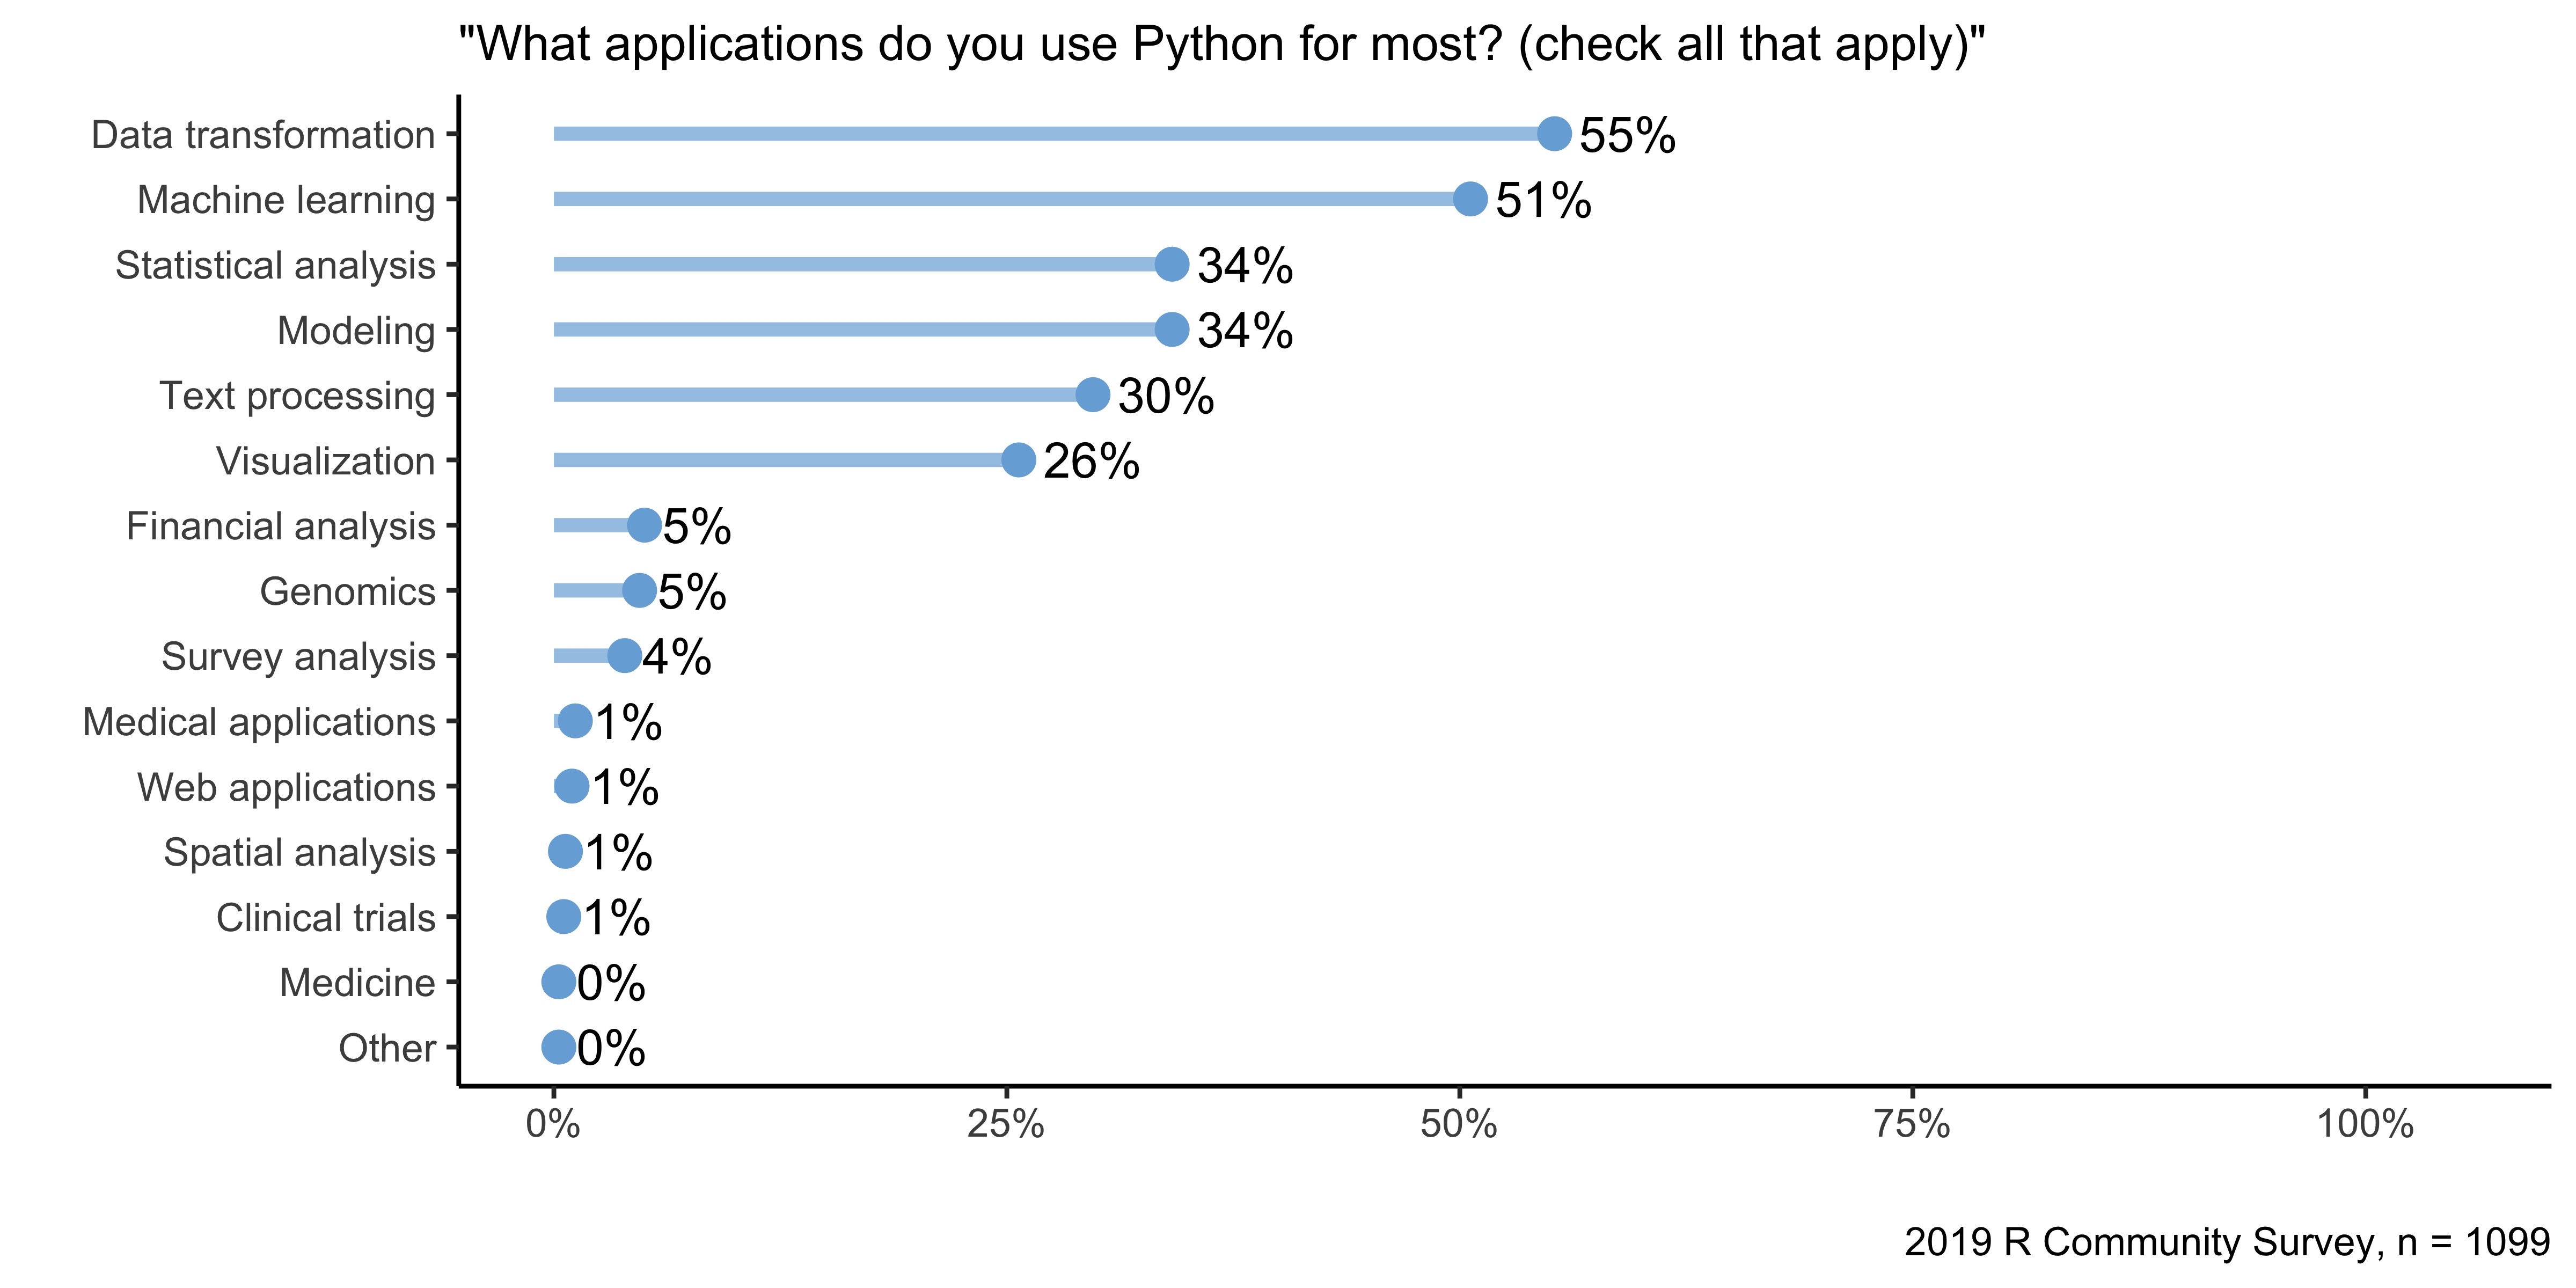 "What applications do you use Python for most? (check all that apply)"
Data transformation 55%
Machine learning 51%
Statistical analysis 34%
Modeling 34%
Text processing 30%
Visualization 26%
Financial analysis 5%
Genomics 5%
Survey analysis 4%
Medical applications 1%
Web applications 1%
Spatial analysis 1%
Clinical trials 1%
Medicine 0%
Other 0%
0% 25% 50% 75% 100%
2019 R Community Survey, n = 1099